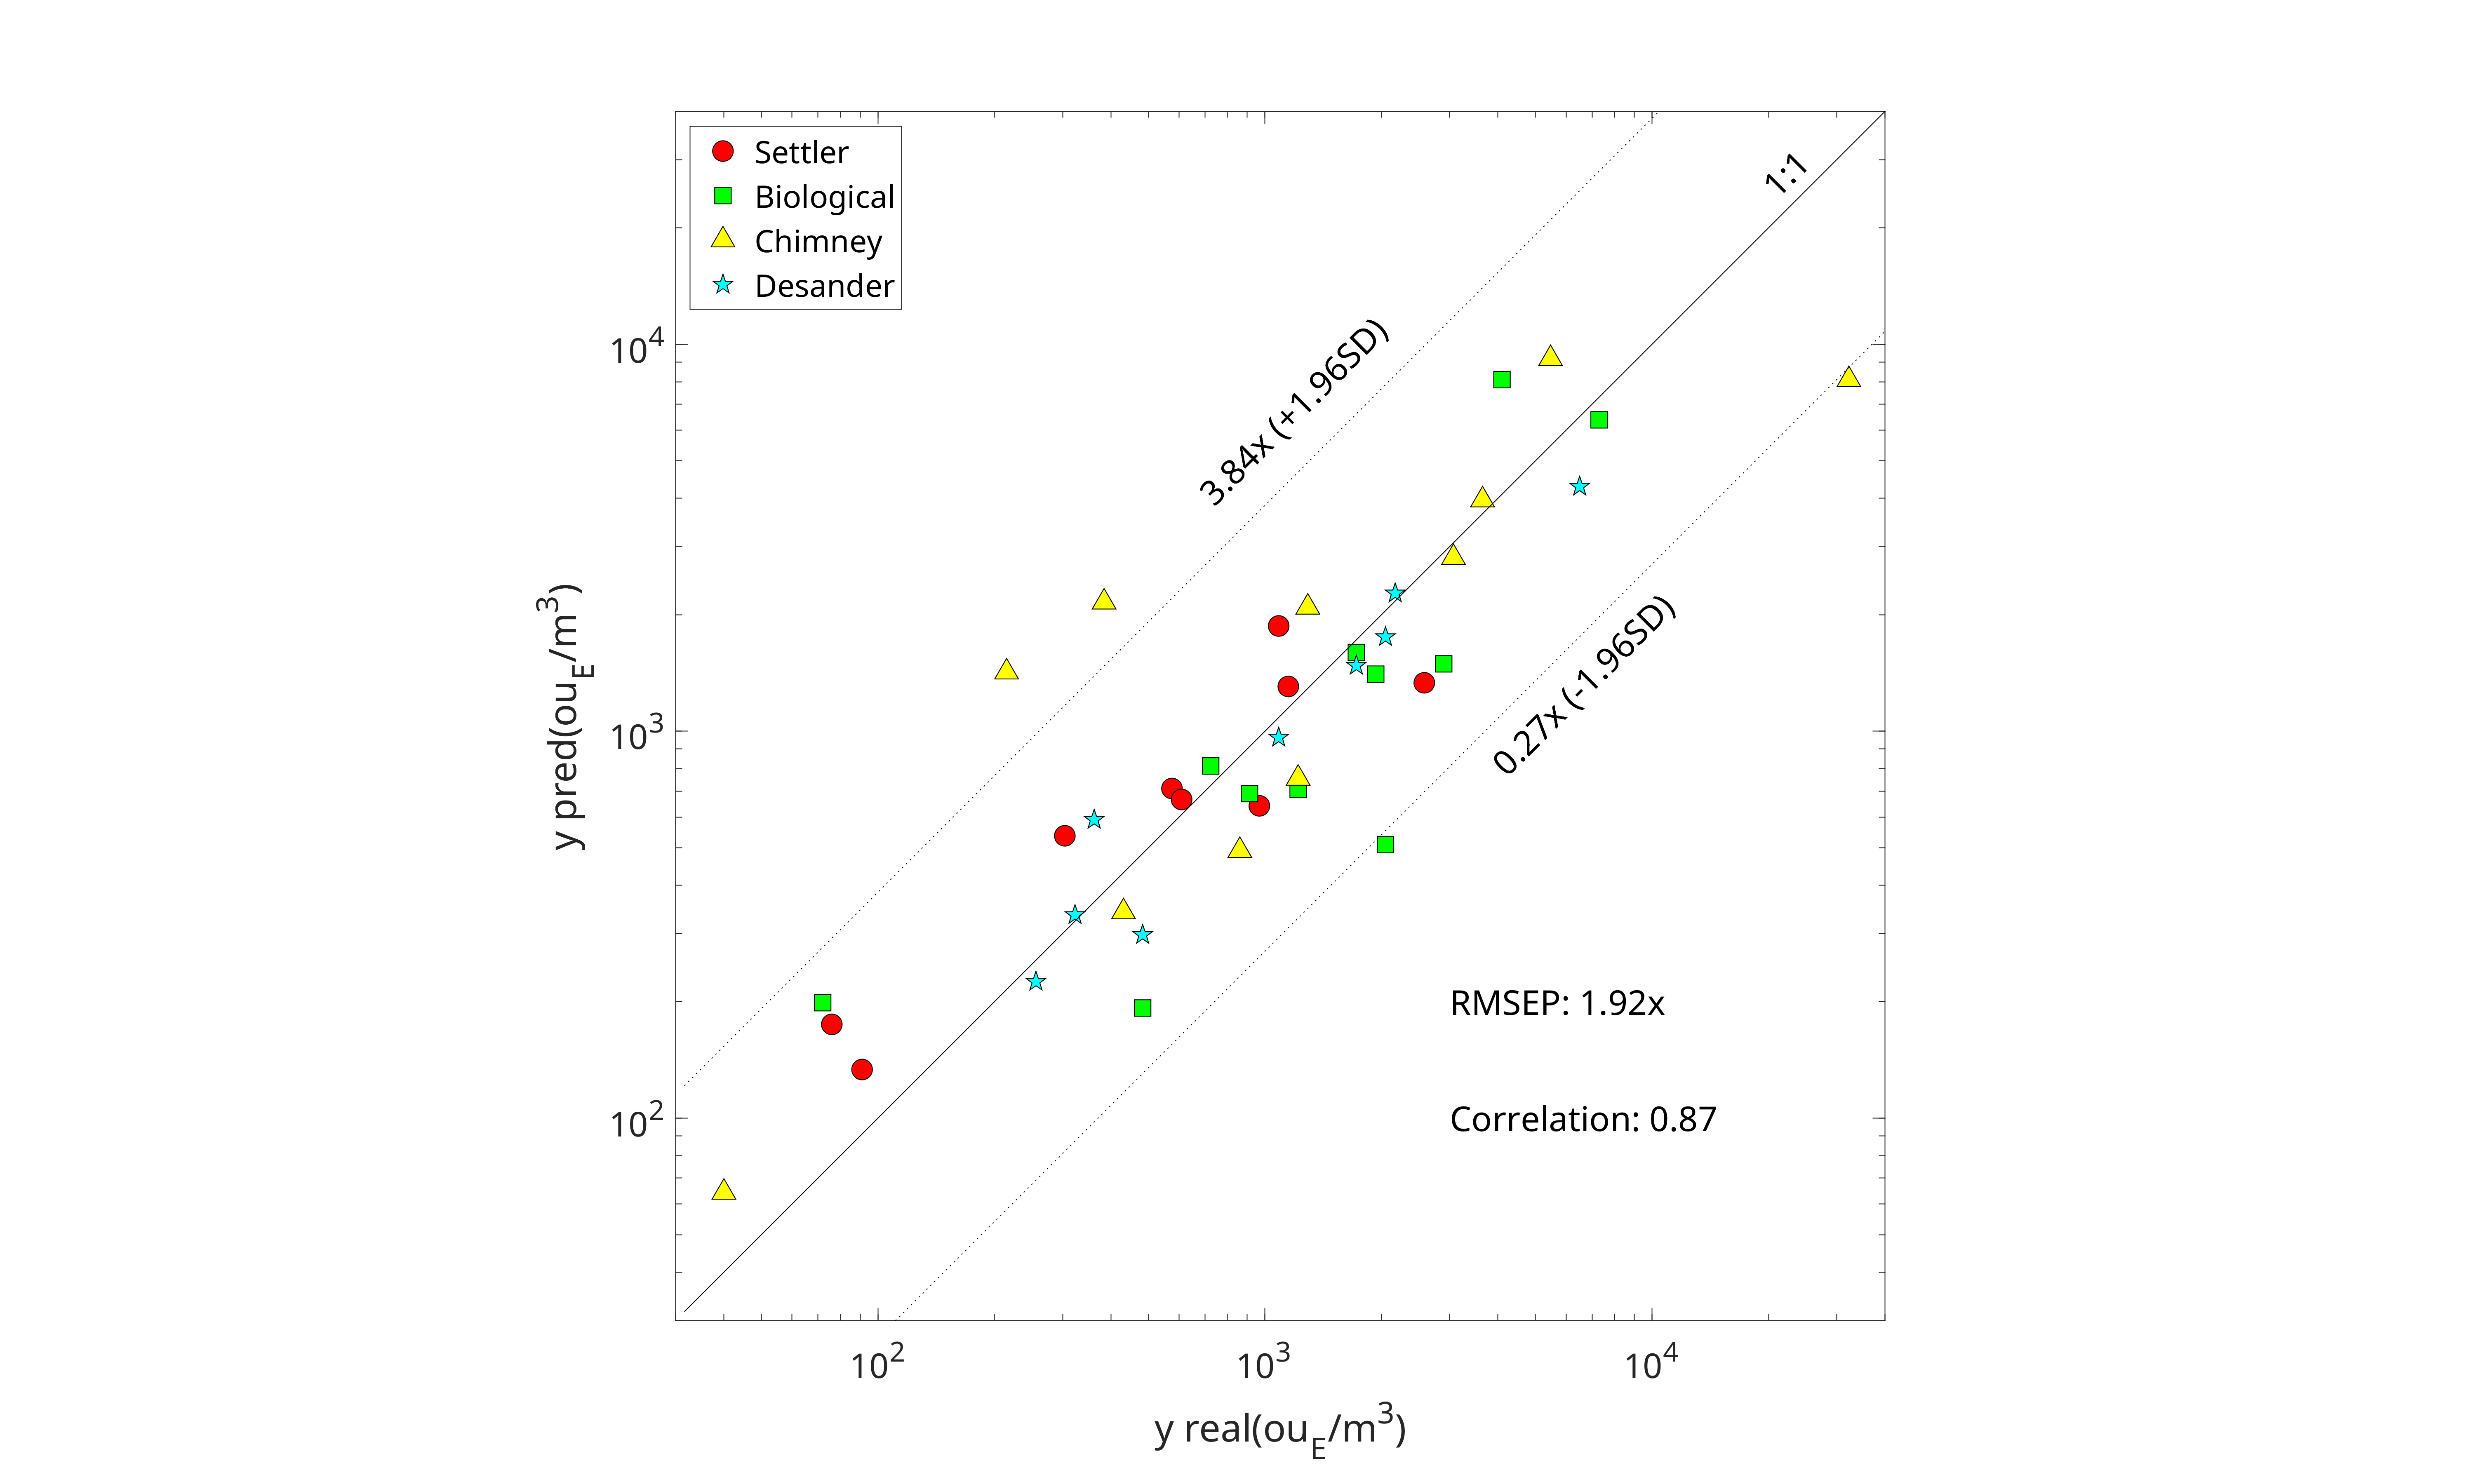 Settler
Biological
Chimney
Desander
1:1
3.84x (+1.96SD)
0.27x (-1.96SD)
RMSEP: 1.92x
Correlation: 0.87
10^4
10^3
10^2
y pred(ou_E/m^3)
10^2
10^3
10^4
y real(ou_E/m^3)